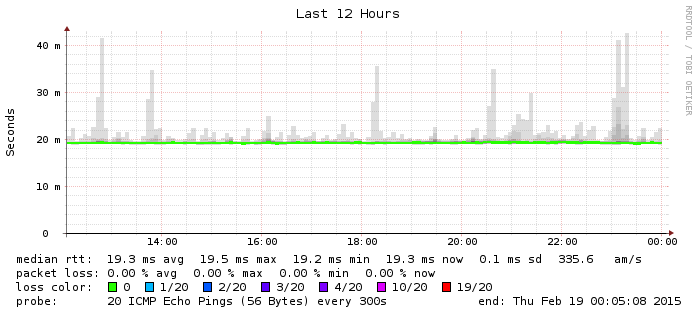 Last 12 Hours
RRDTOOL / TOBI OETIKER
Seconds
40 m
30 m
20 m
10 m
0
14:00 16:00 18:00 20:00 22:00 00:00
median rtt: 19.3 ms avg 19.5 ms max 19.2 ms min 19.3 ms now 0.1 ms sd 335.6 am/s
packet loss: 0.00 % avg 0.00 % max 0.00 % min 0.00 % now
loss color: 0 1/20 2/20 3/20 4/20 10/20 19/20
probe: 20 ICMP Echo Pings (56 Bytes) every 300s end: Thu Feb 19 00:05:08 2015